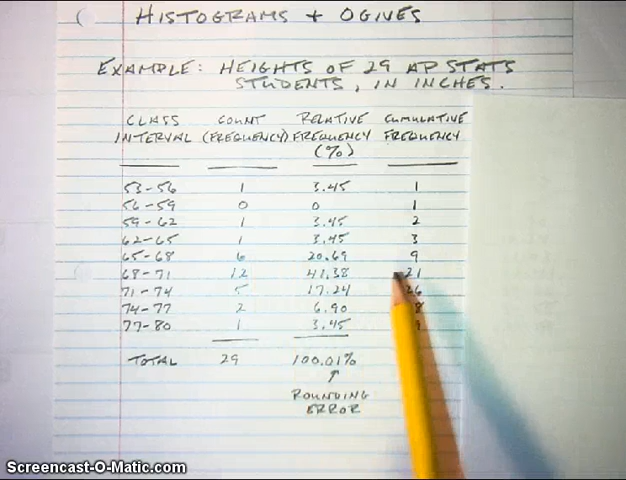 HISTOGRAMS + OGIVES
EXAMPLE: HEIGHTS OF 29 AP STATS
STUDENTS, IN INCHES.
CLASS COUNT RELATIVE CUMULATIVE
INTERVAL (FREQUENCY) FREQUENCY FREQUENCY
(%)
53-56 1 3.45 1
56-59 0 0 1
59-62 1 3.45 2
62-65 1 3.45 3
65-68 6 20.69 9
68-71 12 41.38 21
71-74 5 17.24 26
74-77 2 6.90 8
77-80 1 3.45
TOTAL 29 100.01%
↑
ROUNDING
ERROR
Screencast-O-Matic.com